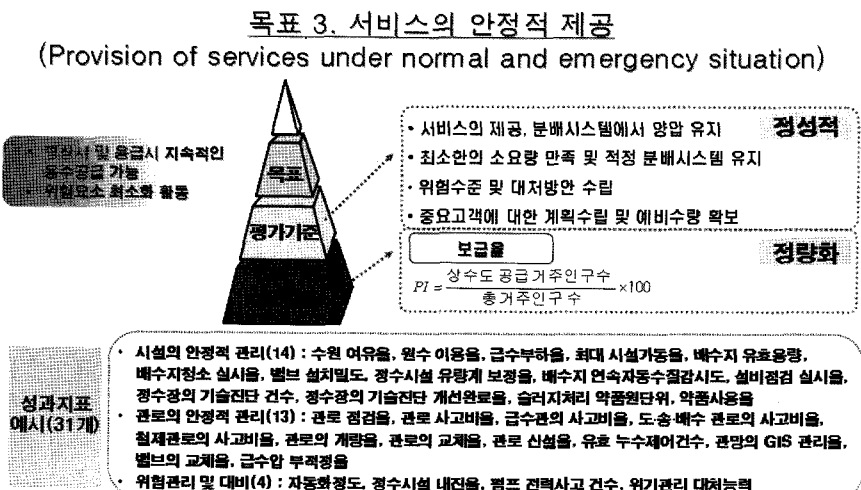 목표 3. 서비스의 안정적 제공
(Provision of services under normal and emergency situation)
• 평상시 및 응급시 지속적인
용수공급 가능
• 위험요소 최소화 활동
목표
평가기준
• 서비스의 제공, 분배시스템에서 양압 유지
정성적
• 최소한의 소요량 만족 및 적정 분배시스템 유지
• 위험수준 및 대처방안 수립
• 중요고객에 대한 계획수립 및 예비수량 확보
보급율
정량화
PI = 상수도 공급 거주인구수 / 총 거주인구 수 ×100
성과지표
예시(31개)
• 시설의 안정적 관리(14) : 수원 여유율, 원수 이용율, 급수부하율, 최대 시설가동율, 배수지 유효용량,
배수지청소 실시율, 밸브 설치밀도, 정수시설 유량계 보정율, 배수지 연속자동수질감시도, 설비점검 실시율,
정수장의 기술진단 건수, 정수장의 기술진단 개선완료율, 슬러지처리 약품원단위, 약품사용율
• 관로의 안정적 관리(13) : 관로 점검율, 관로 사고비율, 급수관의 사고비율, 도·송·배수 관로의 사고비율,
철제관로의 사고비율, 관로의 개량율, 관로의 교체율, 관로 신설율, 유효 누수제어건수, 관망의 GIS 관리율,
밸브의 교체율, 급수압 부적정율
• 위험관리 및 대비(4) : 자동화정도, 정수시설 내진율, 펌프 전력사고 건수, 위기관리 대처능력